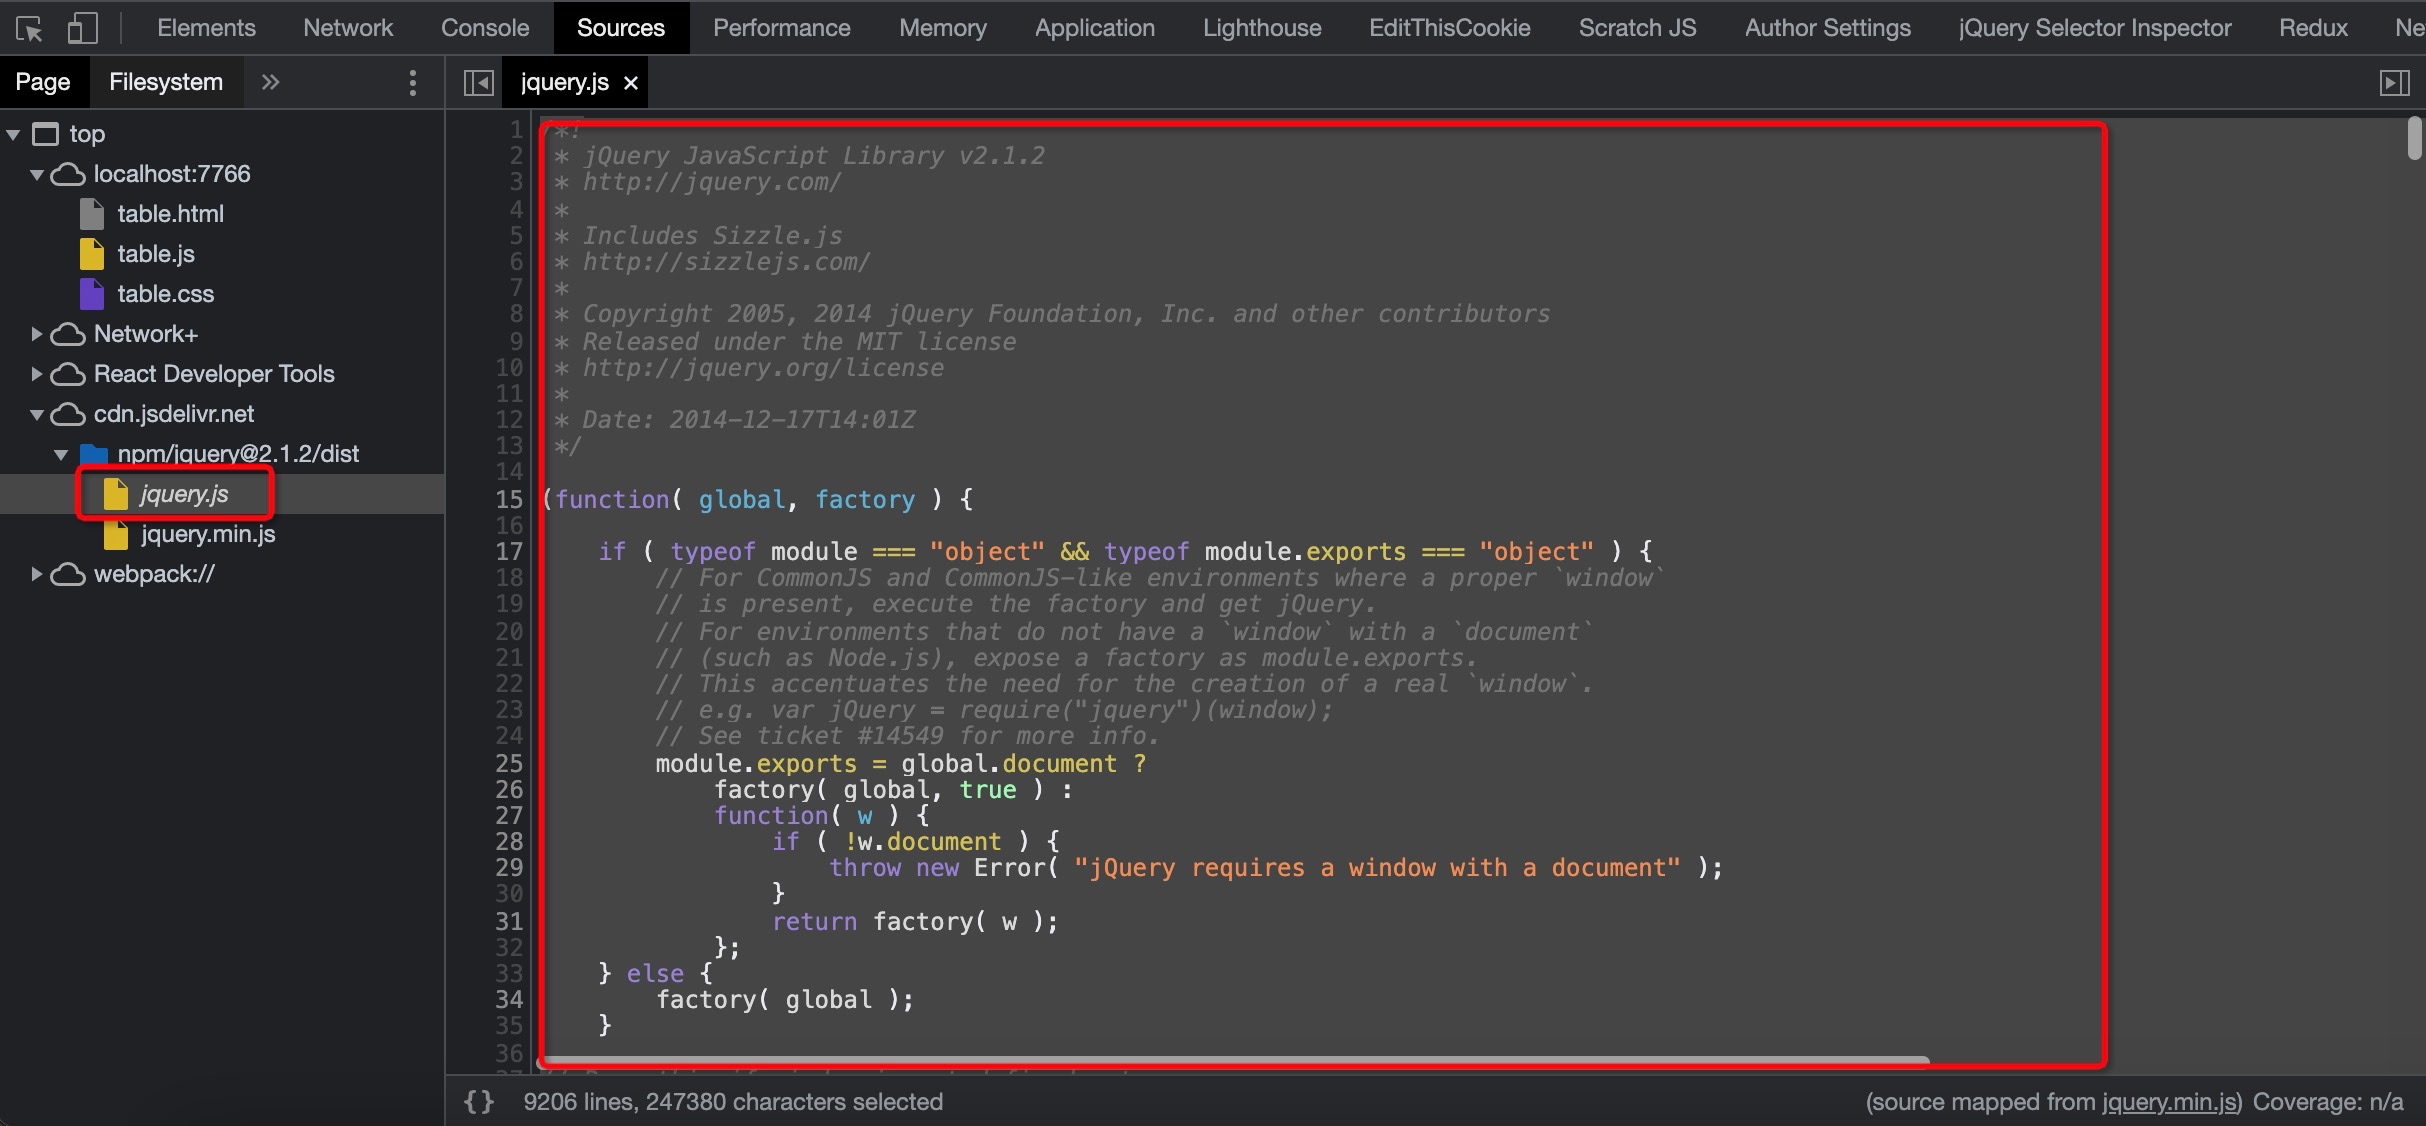 Elements Network Console Sources Performance Memory Application Lighthouse EditThisCookie Scratch JS Author Settings jQuery Selector Inspector Redux Ne
Page Filesystem » jquery.js ×
top
localhost:7766
table.html
table.js
table.css
Network+
React Developer Tools
cdn.jsdelivr.net
npm/jquery@2.1.2/dist
jquery.js
jquery.min.js
webpack://
1 /*!
2 * jQuery JavaScript Library v2.1.2
3 * http://jquery.com/
4 *
5 * Includes Sizzle.js
6 * http://sizzlejs.com/
7 *
8 * Copyright 2005, 2014 jQuery Foundation, Inc. and other contributors
9 * Released under the MIT license
10 * http://jquery.org/license
11 *
12 * Date: 2014-12-17T14:01Z
13 */
14
15 (function( global, factory ) {
16
17 if ( typeof module === "object" && typeof module.exports === "object" ) {
18 // For CommonJS and CommonJS-like environments where a proper `window`
19 // is present, execute the factory and get jQuery.
20 // For environments that do not have a `window` with a `document`
21 // (such as Node.js), expose a factory as module.exports.
22 // This accentuates the need for the creation of a real `window`.
23 // e.g. var jQuery = require("jquery")(window);
24 // See ticket #14549 for more info.
25 module.exports = global.document ?
26 factory( global, true ) :
27 function( w ) {
28 if ( !w.document ) {
29 throw new Error( "jQuery requires a window with a document" );
30 }
31 return factory( w );
32 };
33 } else {
34 factory( global );
35 }
36
{} 9206 lines, 247380 characters selected (source mapped from jquery.min.js) Coverage: n/a